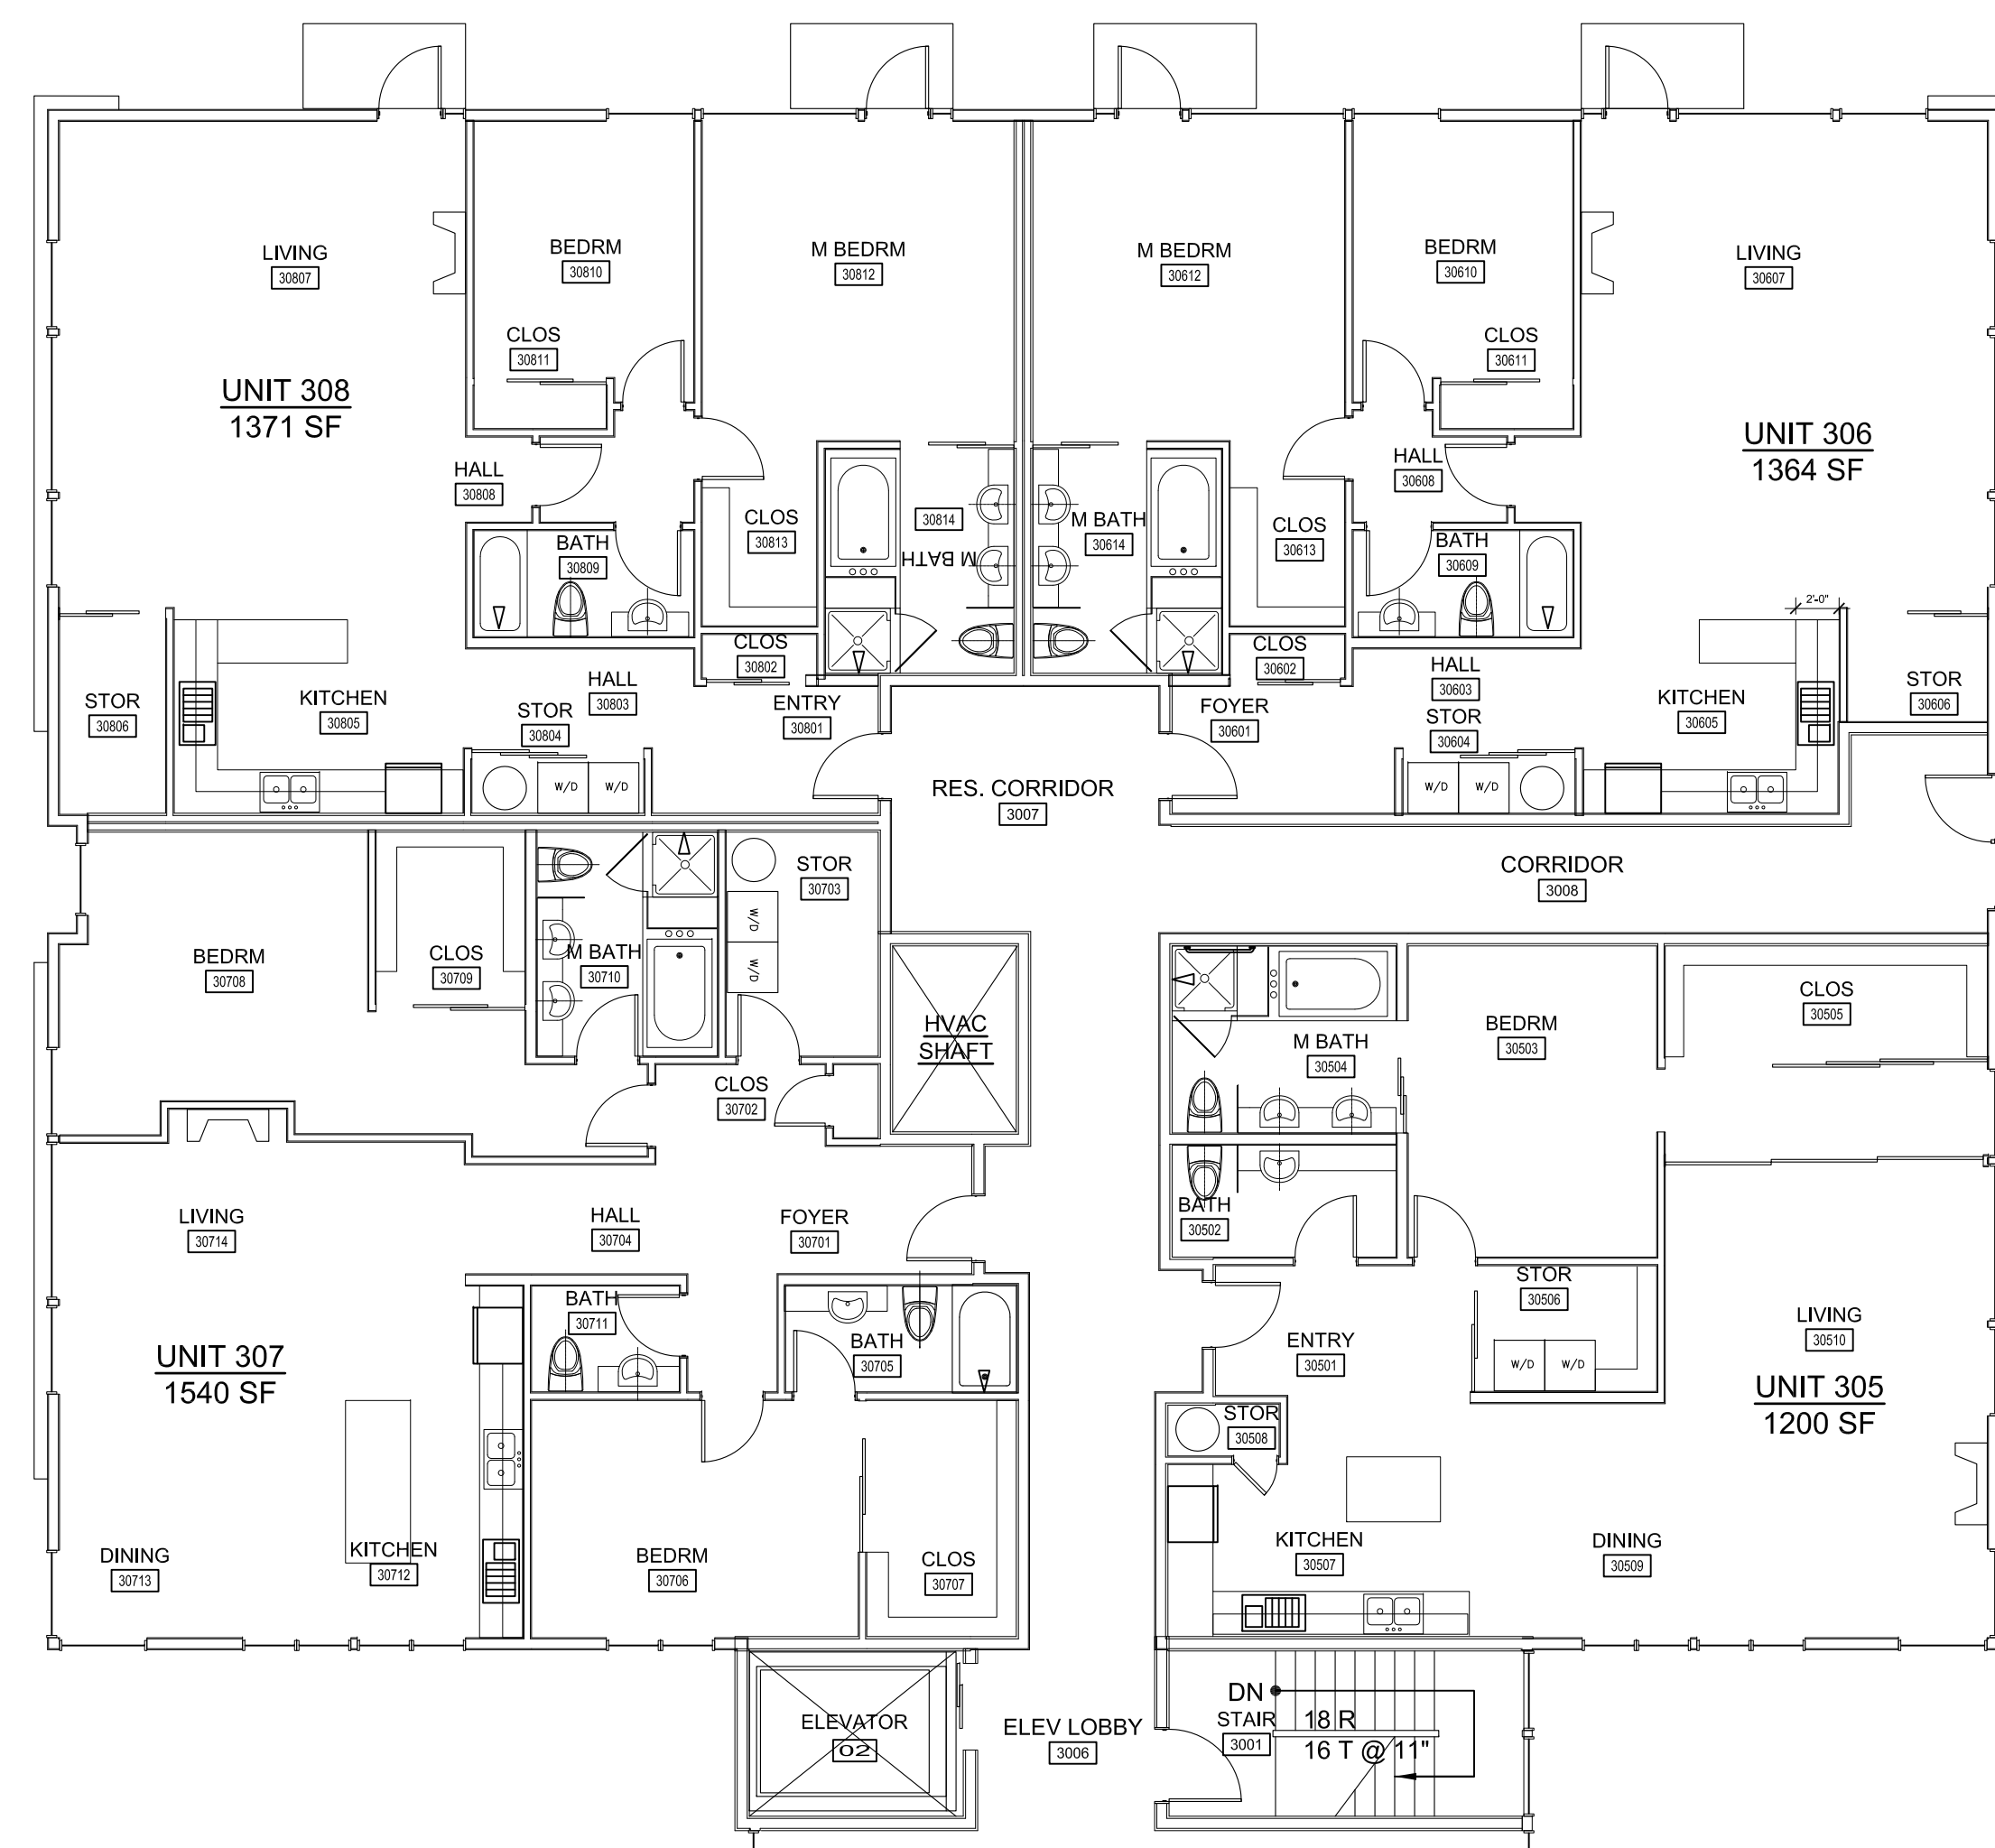 LIVING
30807
BEDRM
30810
M BEDRM
30812
M BEDRM
30612
BEDRM
30610
LIVING
30607
CLOS
30811
CLOS
30611
UNIT 308
1371 SF
UNIT 306
1364 SF
HALL
30808
HALL
30608
CLOS
30813
30814
M BATH
M BATH
30614
CLOS
30613
BATH
30809
BATH
30609
2'-0"
CLOS
30802
CLOS
30602
STOR
30806
KITCHEN
30805
STOR
30804
HALL
30803
ENTRY
30801
FOYER
30601
HALL
30603
STOR
30604
KITCHEN
30605
STOR
30606
W/D
W/D
W/D
W/D
RES. CORRIDOR
3007
CORRIDOR
3008
STOR
30703
W/D
W/D
BEDRM
30708
CLOS
30709
M BATH
30710
HVAC
SHAFT
M BATH
30504
BEDRM
30503
CLOS
30505
CLOS
30702
LIVING
30714
HALL
30704
FOYER
30701
BATH
30502
STOR
30506
W/D
W/D
BATH
30711
BATH
30705
ENTRY
30501
LIVING
30510
UNIT 307
1540 SF
UNIT 305
1200 SF
STOR
30508
DINING
30713
KITCHEN
30712
BEDRM
30706
CLOS
30707
KITCHEN
30507
DINING
30509
ELEVATOR
02
ELEV LOBBY
3006
DN
STAIR
3001
18 R
16 T @ 11"